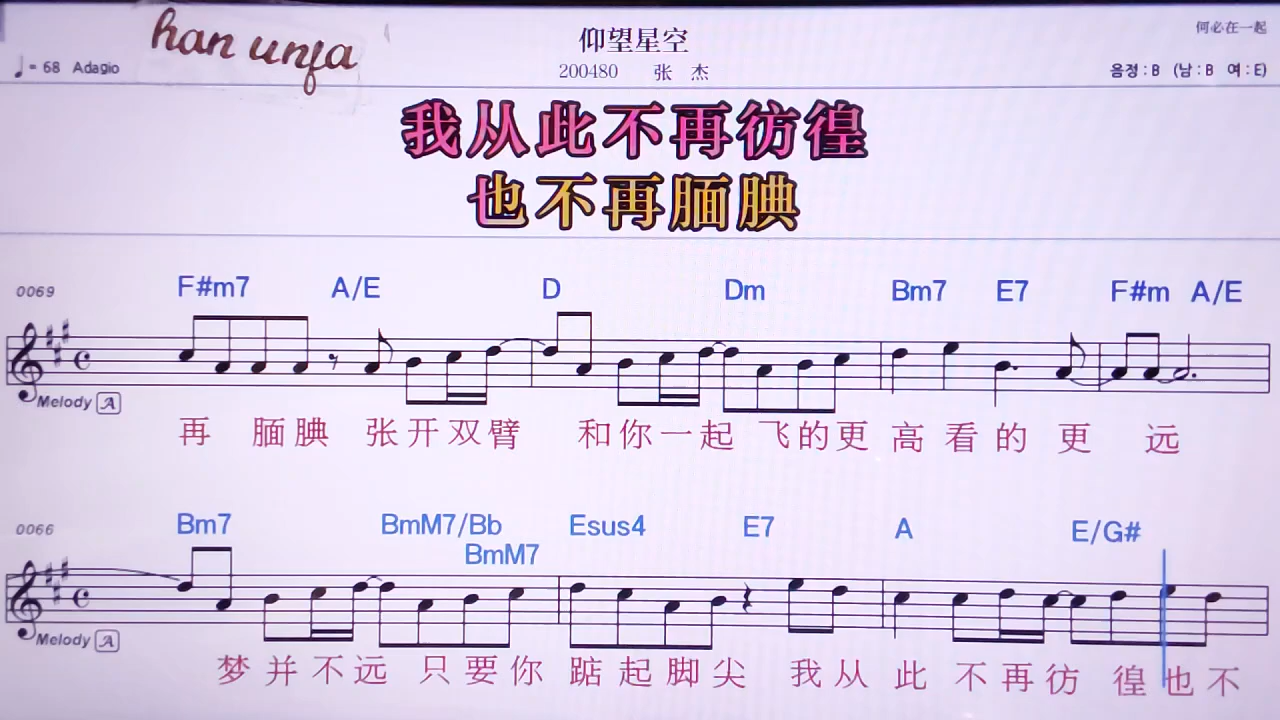 han unja
仰望星空
何必在一起
♩= 68 Adagio
200480 张 杰
음정 : B (남 : B 여 : E)
我从此不再彷徨
也不再腼腆
0069
F#m7 A/E D Dm Bm7 E7 F#m A/E
Melody A
再 腼腆 张开双臂 和你一起 飞的更 高看的 更 远
0066
Bm7 BmM7/Bb Esus4 E7 A E/G#
BmM7
Melody A
梦并不远 只要你 踮起脚尖 我从 此 不再彷 徨也不